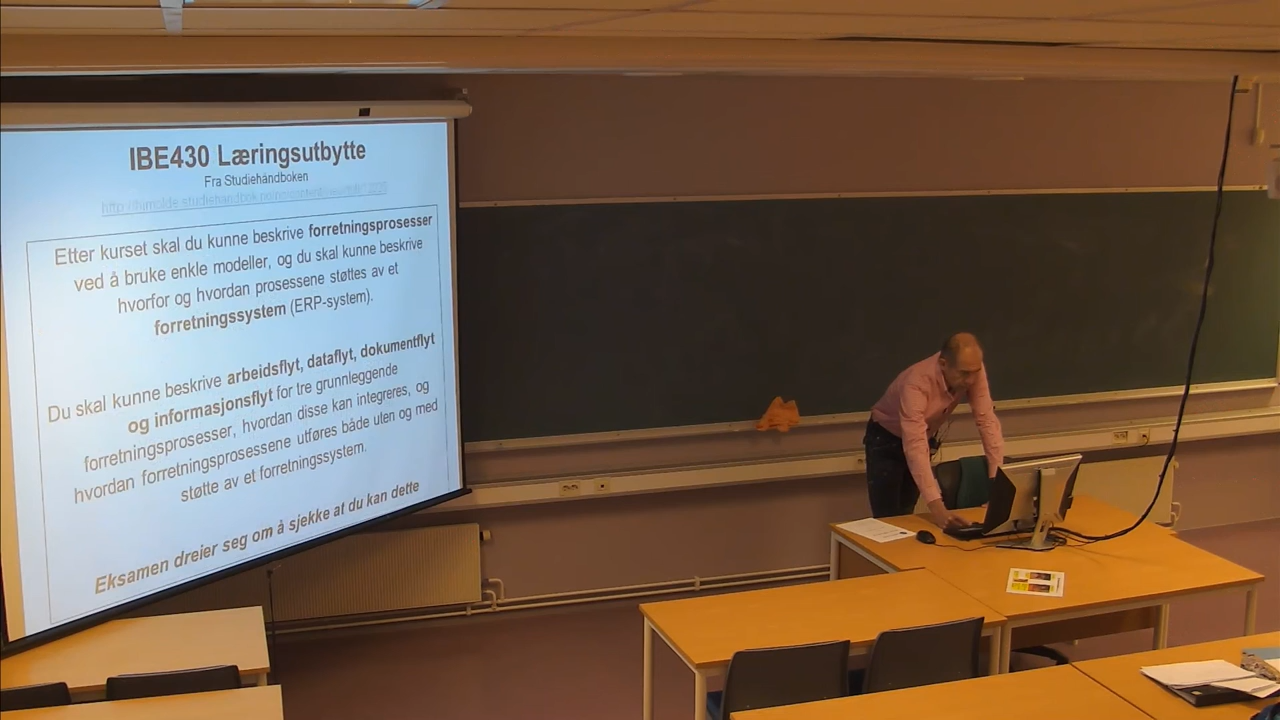 IBE430 Læringsutbytte
Fra Studiehåndboken
Etter kurset skal du kunne beskrive forretningsprosesser
ved å bruke enkle modeller, og du skal kunne beskrive
hvorfor og hvordan prosessene støttes av et
forretningssystem (ERP-system).
Du skal kunne beskrive arbeidsflyt, dataflyt, dokumentflyt
og informasjonsflyt for tre grunnleggende
forretningsprosesser, hvordan disse kan integreres, og
hvordan forretningsprosessene utføres både uten og med
støtte av et forretningssystem.
Eksamen dreier seg om å sjekke at du kan dette